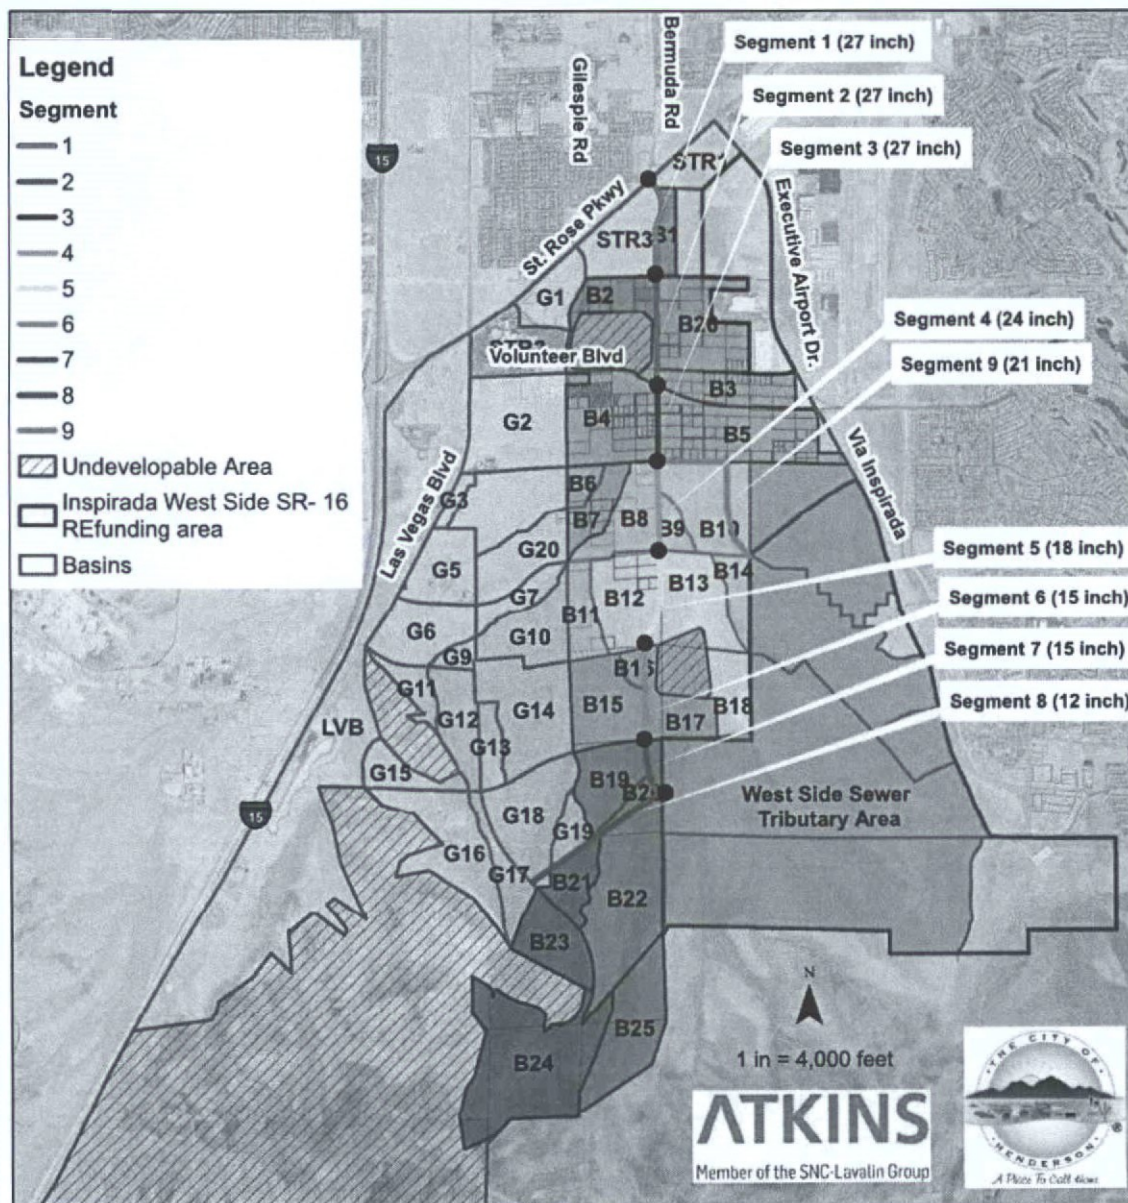 Legend
Segment
1
2
3
4
5
6
7
8
9
Undevelopable Area
Inspirada West Side SR- 16
REfunding area
Basins
Gilespie Rd
Bermuda Rd
Segment 1 (27 inch)
Segment 2 (27 inch)
Segment 3 (27 inch)
15
St. Rose Pkwy
Executive Airport Dr.
STR3
G1
B2
Volunteer Blvd
B3
Segment 4 (24 inch)
Segment 9 (21 inch)
G2
B4
B5
Via Inspirada
Las Vegas Blvd
G3
B6
B7
B8
B9
B10
G20
G5
G7
B11
B12
B13
B14
Segment 5 (18 inch)
Segment 6 (15 inch)
Segment 7 (15 inch)
Segment 8 (12 inch)
G6
G9
G10
B16
G11
G12
G14
B15
B17
B18
LVB
G13
G15
B19
15
G18
G19
West Side Sewer
Tributary Area
G16
G17
B21
B22
B23
B24
B25
N
1 in = 4,000 feet
ATKINS
Member of the SNC-Lavalin Group
THE CITY OF
HENDERSON
A Place To Call Home
®